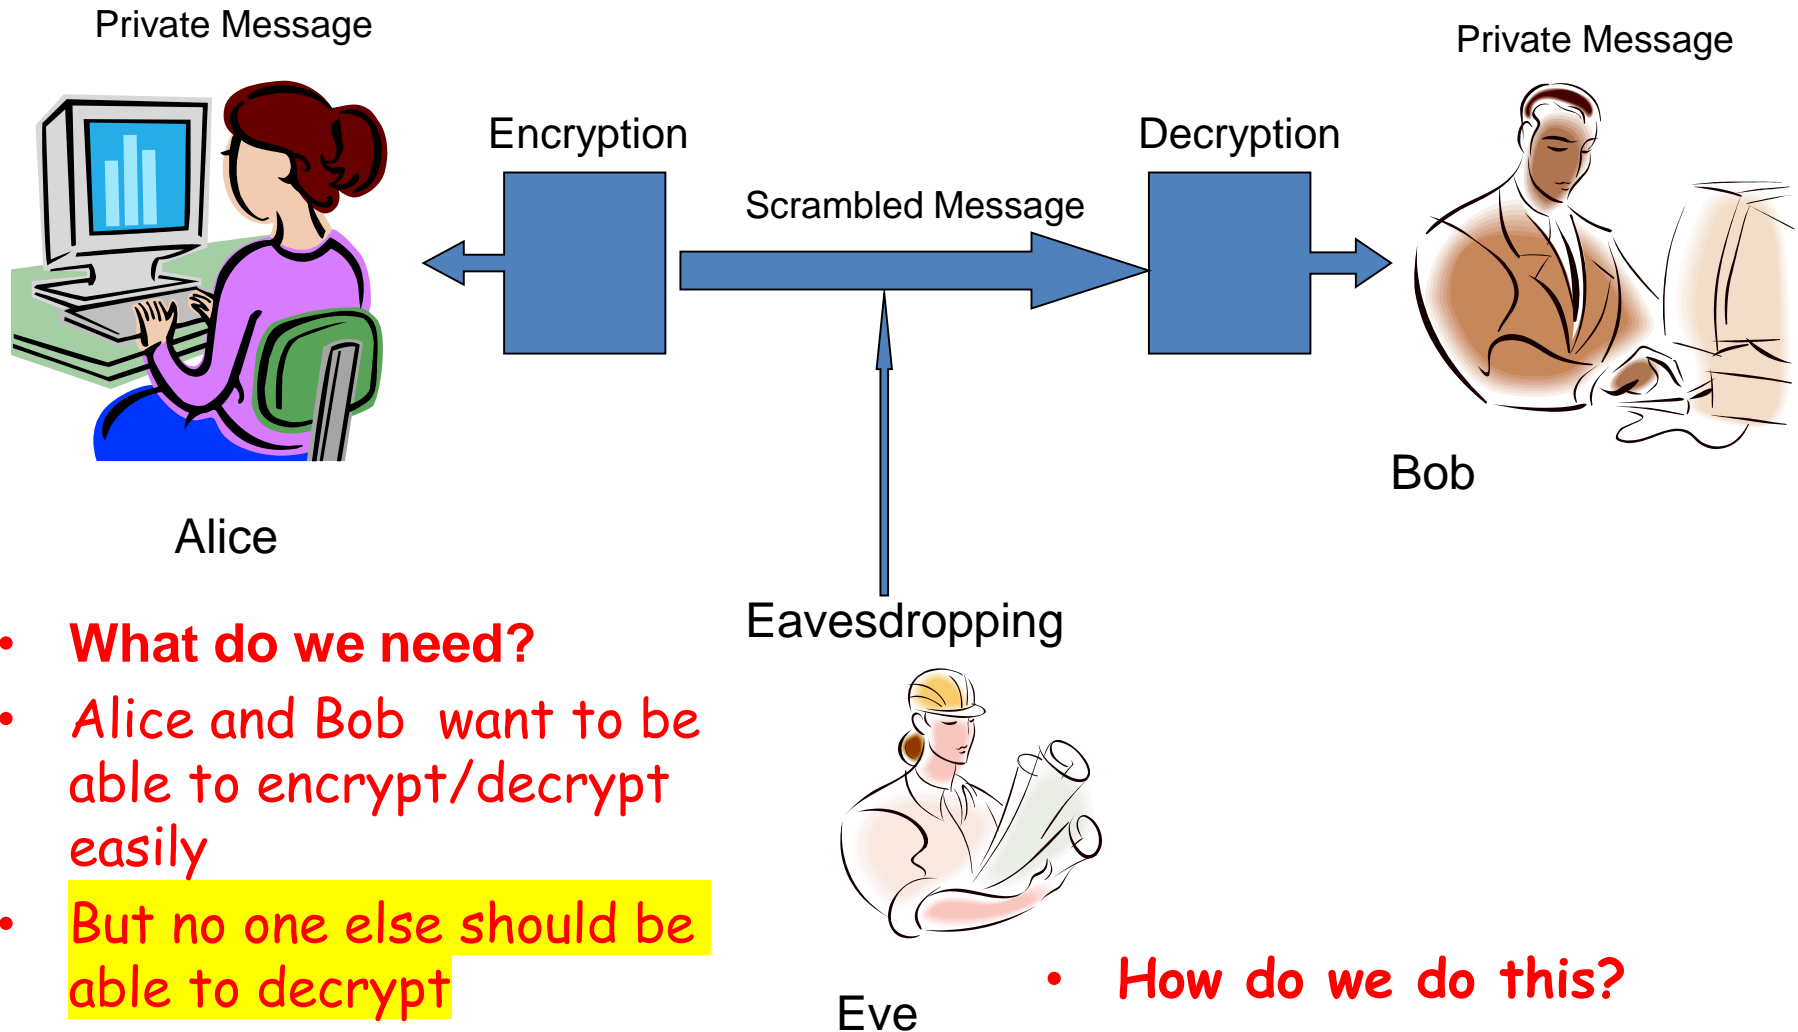 Private Message
Private Message
Encryption
Decryption
Scrambled Message
Bob
Alice
Eavesdropping
• What do we need?
• Alice and Bob want to be
able to encrypt/decrypt
easily
• But no one else should be
able to decrypt
• How do we do this?
Eve